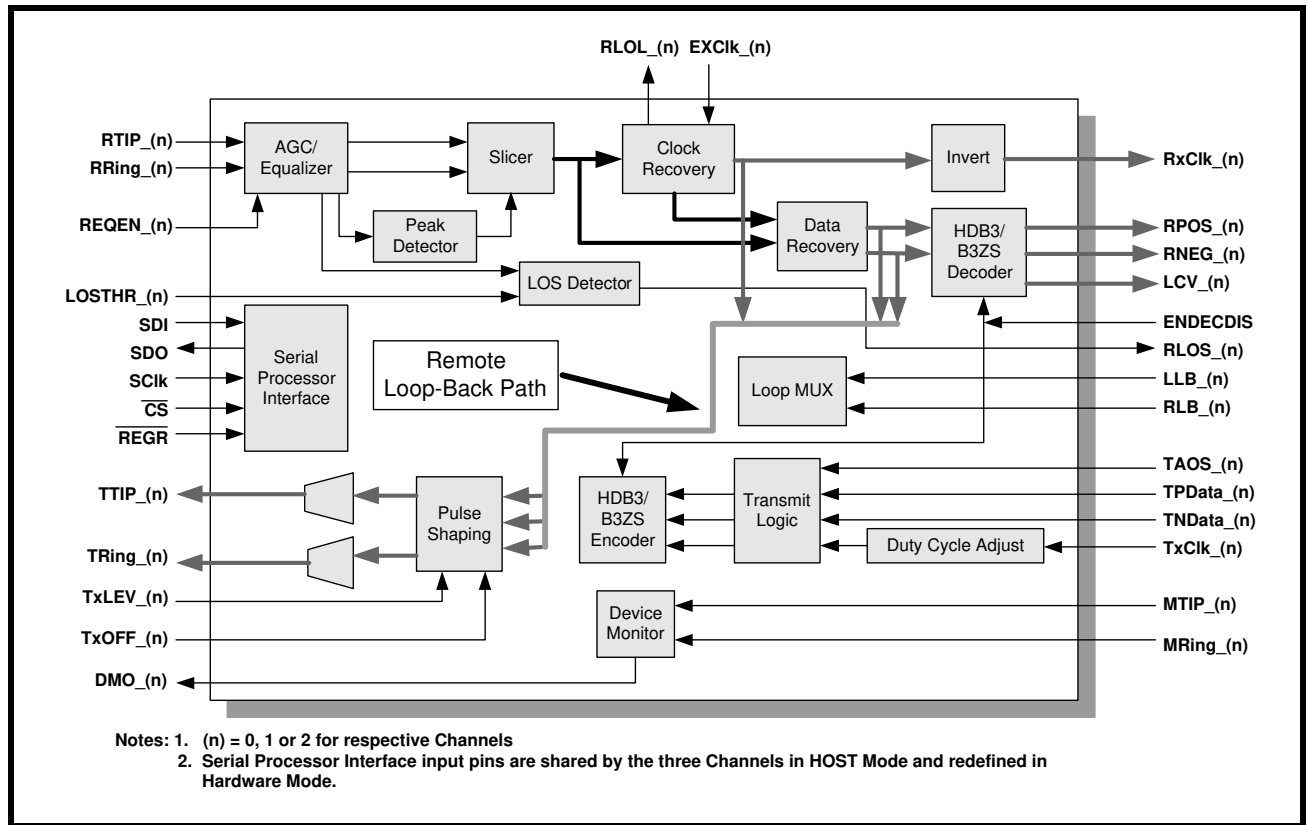 RLOL_(n) EXClk_(n)
RTIP_(n)
RRing_(n)
REQEN_(n)
LOSTHR_(n)
SDI
SDO
SClk
CS
REGR
TTIP_(n)
TRing_(n)
TxLEV_(n)
TxOFF_(n)
DMO_(n)
AGC/
Equalizer
Slicer
Clock
Recovery
Invert
Peak
Detector
Data
Recovery
HDB3/
B3ZS
Decoder
LOS Detector
Serial
Processor
Interface
Remote
Loop-Back Path
Loop MUX
Pulse
Shaping
HDB3/
B3ZS
Encoder
Transmit
Logic
Duty Cycle Adjust
Device
Monitor
RxClk_(n)
RPOS_(n)
RNEG_(n)
LCV_(n)
ENDECDIS
RLOS_(n)
LLB_(n)
RLB_(n)
TAOS_(n)
TPData_(n)
TNData_(n)
TxClk_(n)
MTIP_(n)
MRing_(n)
Notes: 1. (n) = 0, 1 or 2 for respective Channels
2. Serial Processor Interface input pins are shared by the three Channels in HOST Mode and redefined in
Hardware Mode.